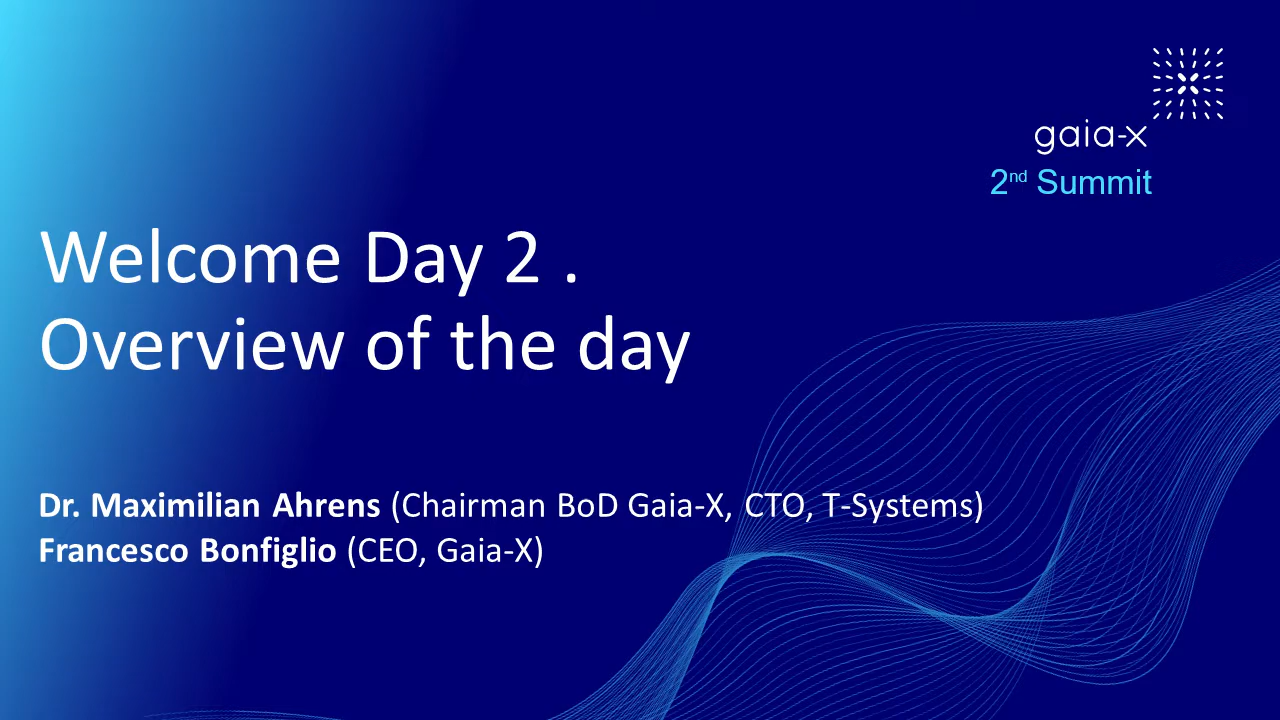 gaia-x
2nd Summit
Welcome Day 2 .
Overview of the day
Dr. Maximilian Ahrens (Chairman BoD Gaia-X, CTO, T-Systems)
Francesco Bonfiglio (CEO, Gaia-X)